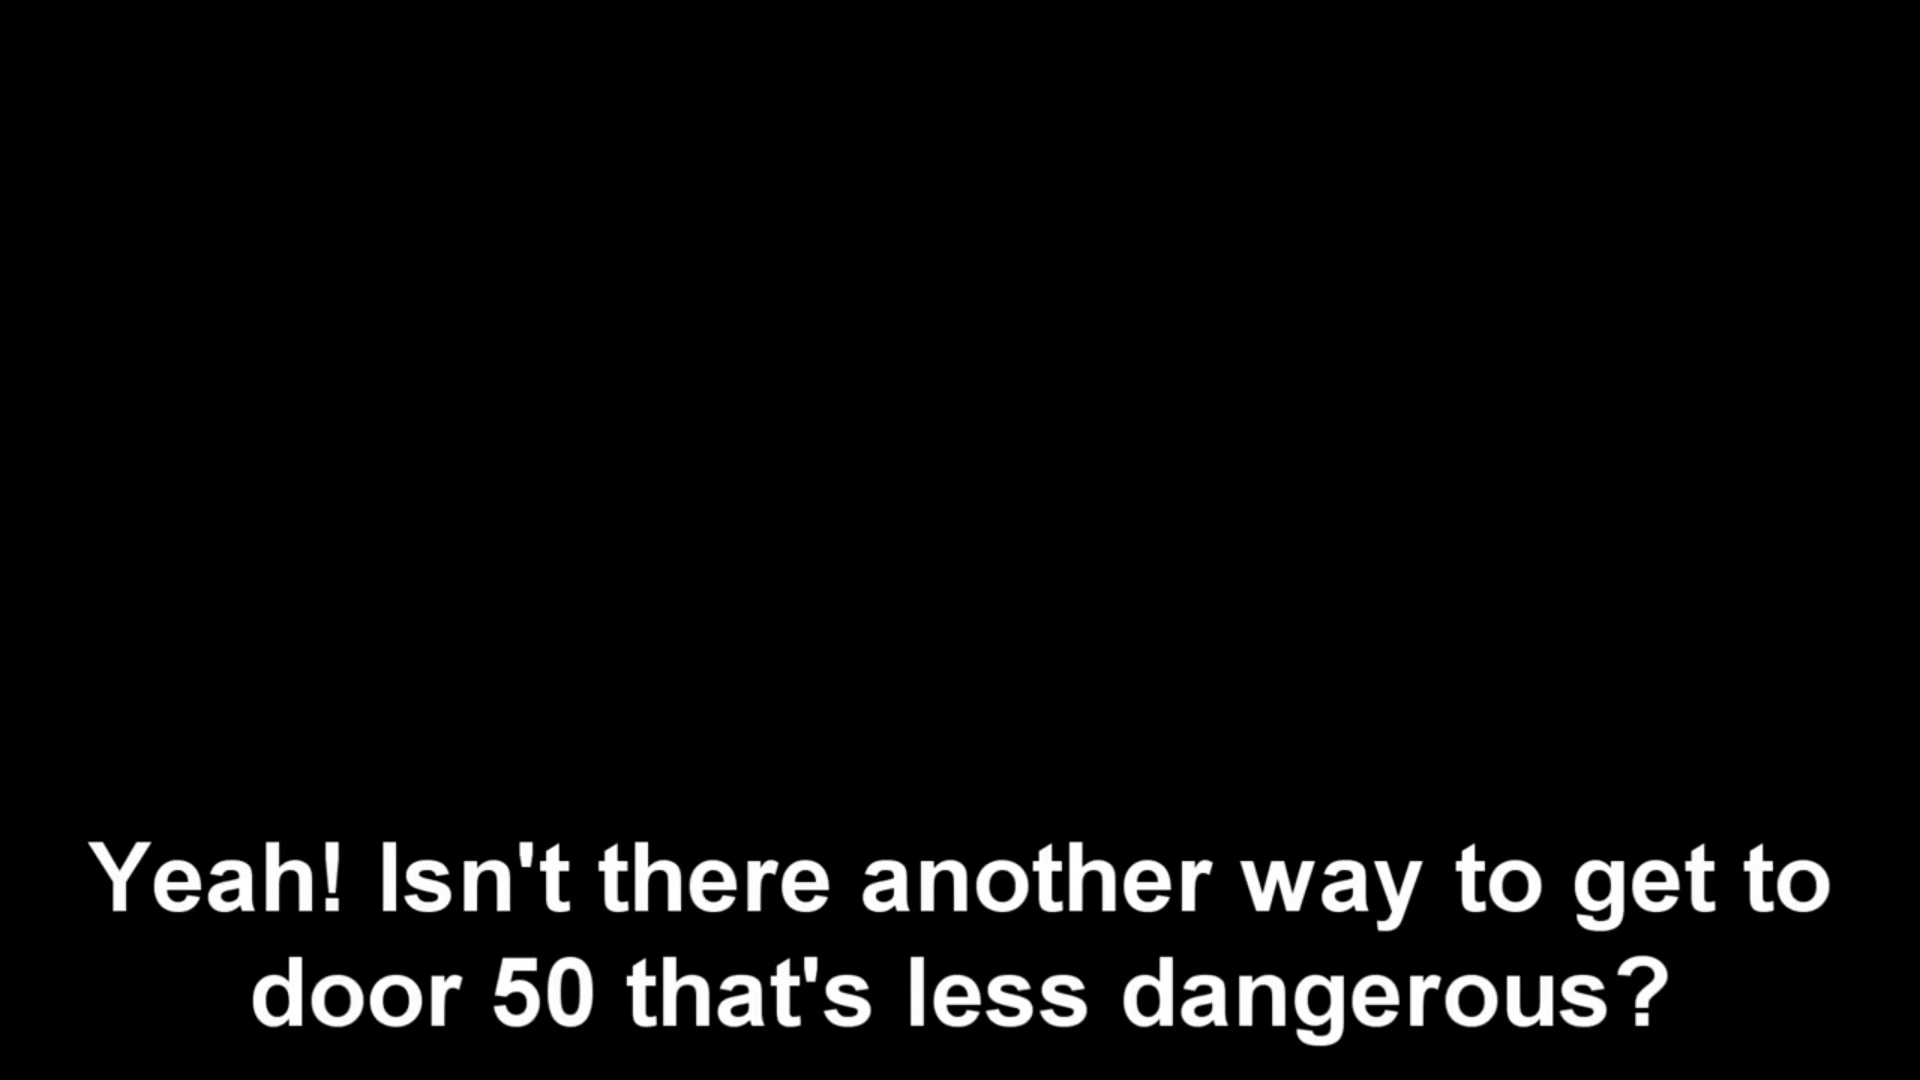 Yeah! Isn't there another way to get to
door 50 that's less dangerous?